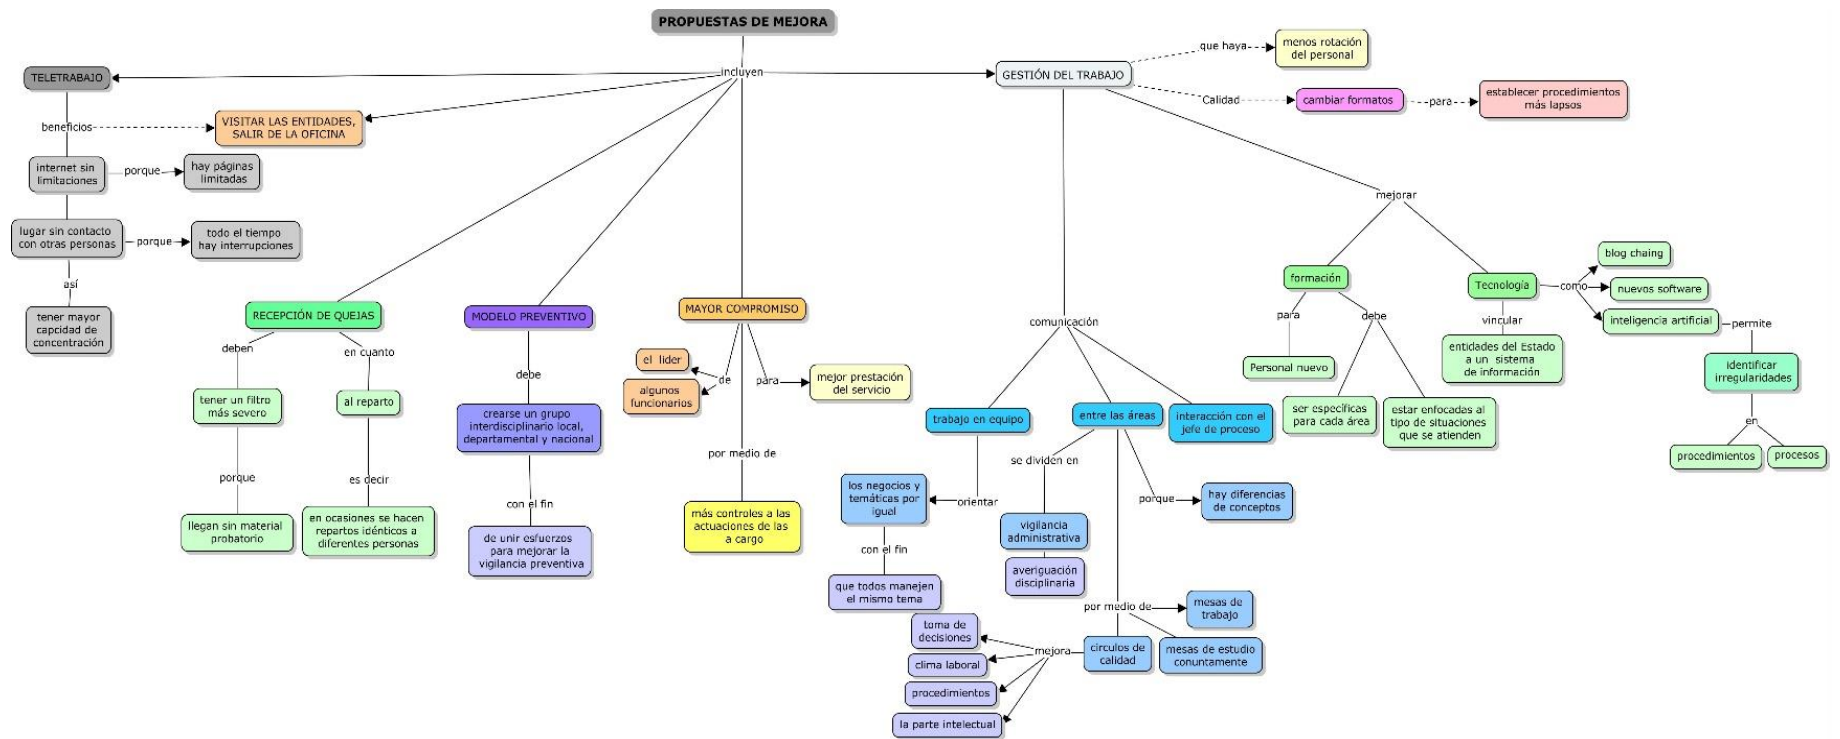 PROPUESTAS DE MEJORA
incluyen
TELETRABAJO
beneficios
VISITAR LAS ENTIDADES,
SALIR DE LA OFICINA
internet sin
limitaciones
porque
hay páginas
limitadas
lugar sin contacto
con otras personas
porque
todo el tiempo
hay interrupciones
así
tener mayor
capcidad de
concentración
RECEPCIÓN DE QUEJAS
deben
tener un filtro
más severo
porque
llegan sin material
probatorio
en cuanto
al reparto
es decir
en ocasiones se hacen
repartos idénticos a
diferentes personas
MODELO PREVENTIVO
debe
crearse un grupo
interdisciplinario local,
departamental y nacional
con el fin
de unir esfuerzos
para mejorar la
vigilancia preventiva
MAYOR COMPROMISO
de
el lider
algunos
funcionarios
para
mejor prestación
del servicio
por medio de
más controles a las
actuaciones de las
a cargo
GESTIÓN DEL TRABAJO
que haya
menos rotación
del personal
Calidad
cambiar formatos
para
establecer procedimientos
más lapsos
comunicación
trabajo en equipo
orientar
los negocios y
temáticas por
igual
con el fin
que todos manejen
el mismo tema
entre las áreas
se dividen en
vigilancia
administrativa
averiguación
disciplinaria
porque
hay diferencias
de conceptos
por medio de
mesas de
trabajo
mesas de estudio
conuntamente
circulos de
calidad
mejora
toma de
decisiones
clima laboral
procedimientos
la parte intelectual
interacción con el
jefe de proceso
mejorar
formación
para
Personal nuevo
debe
ser específicas
para cada área
estar enfocadas al
tipo de situaciones
que se atienden
Tecnología
vincular
entidades del Estado
a un sistema
de información
como
blog chaing
nuevos software
inteligencia artificial
permite
identificar
irregularidades
en
procedimientos
procesos